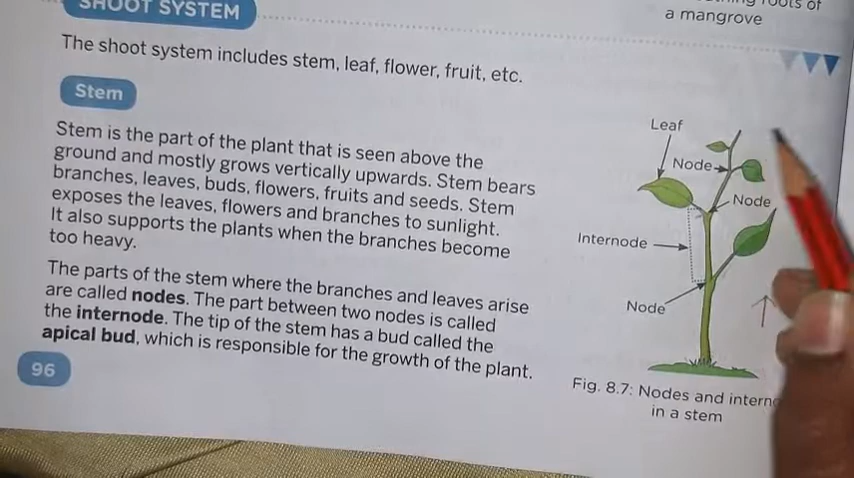 SHOOT SYSTEM
roots of
a mangrove
The shoot system includes stem, leaf, flower, fruit, etc.
Stem
Stem is the part of the plant that is seen above the
ground and mostly grows vertically upwards. Stem bears
branches, leaves, buds, flowers, fruits and seeds. Stem
exposes the leaves, flowers and branches to sunlight.
It also supports the plants when the branches become
too heavy.
The parts of the stem where the branches and leaves arise
are called nodes. The part between two nodes is called
the internode. The tip of the stem has a bud called the
apical bud, which is responsible for the growth of the plant.
96
Leaf
Node
Node
Internode
Node
Fig. 8.7: Nodes and
in a stem